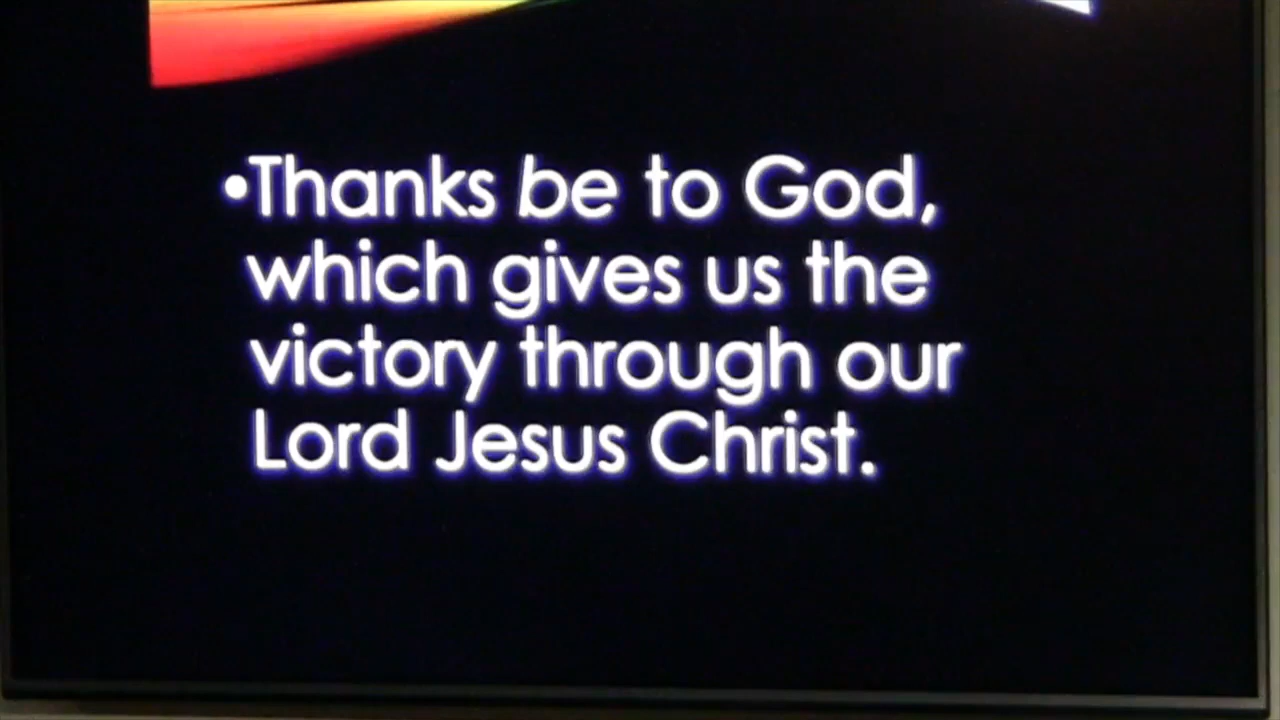 •Thanks be to God,
which gives us the
victory through our
Lord Jesus Christ.